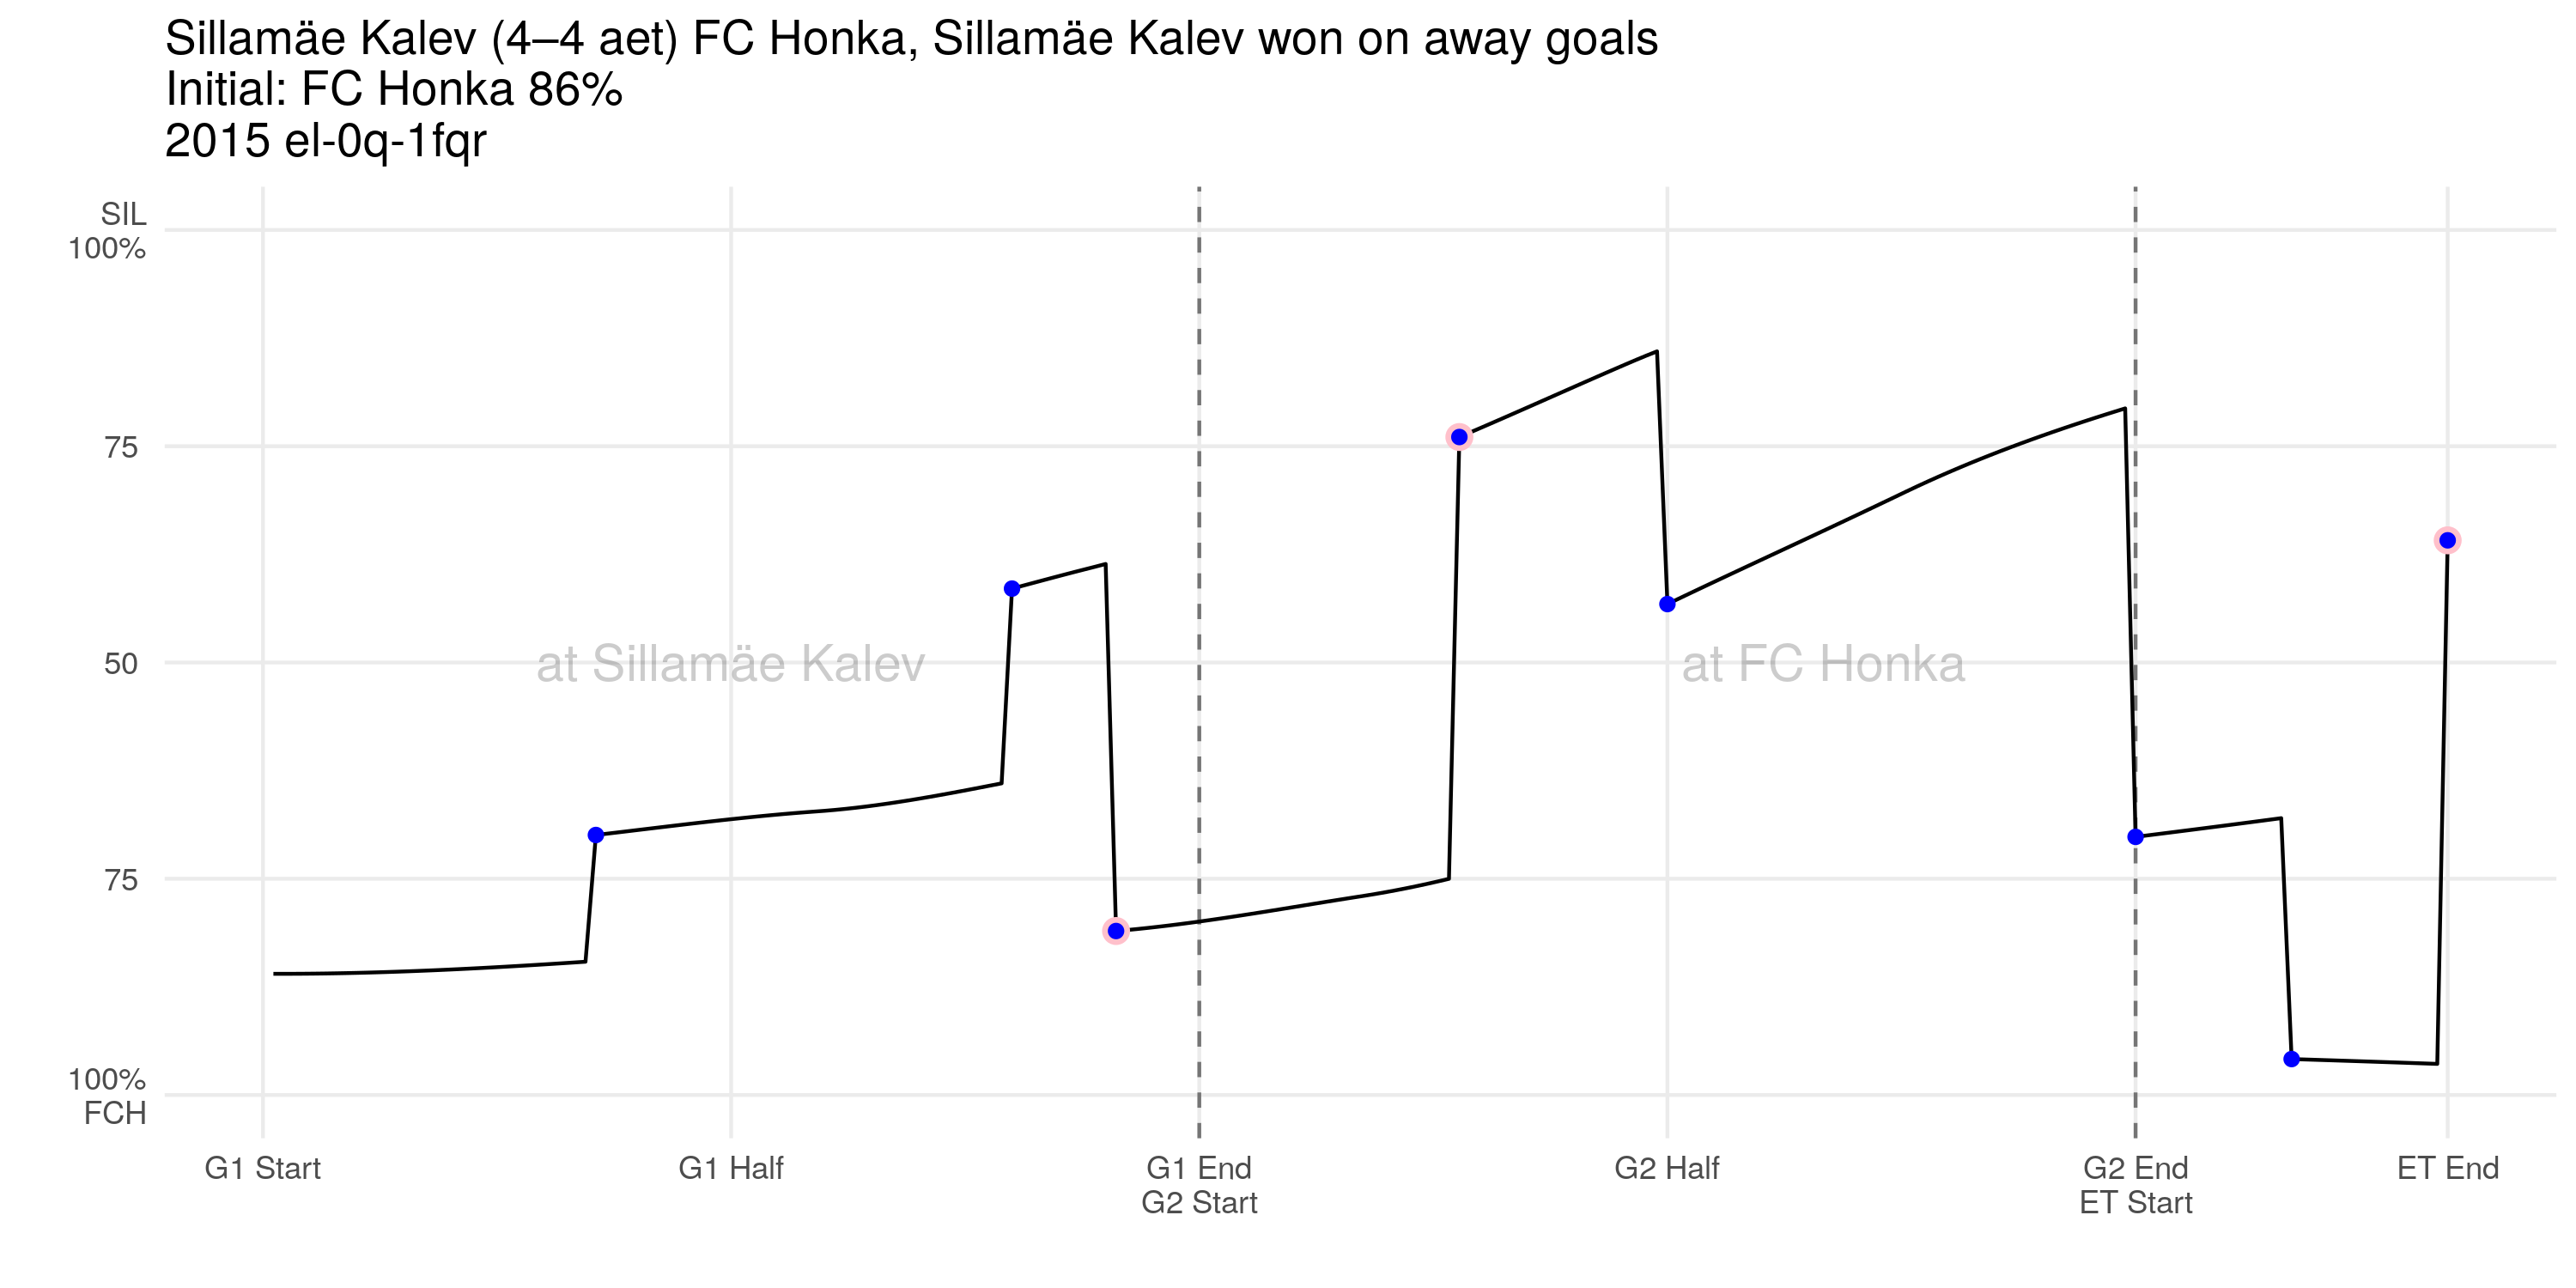 Sillamäe Kalev (4–4 aet) FC Honka, Sillamäe Kalev won on away goals
Initial: FC Honka 86%
2015 el-0q-1fqr
SIL
100%
75
50
75
100%
FCH
at Sillamäe Kalev
at FC Honka
G1 Start
G1 Half
G1 End
G2 Start
G2 Half
G2 End
ET Start
ET End